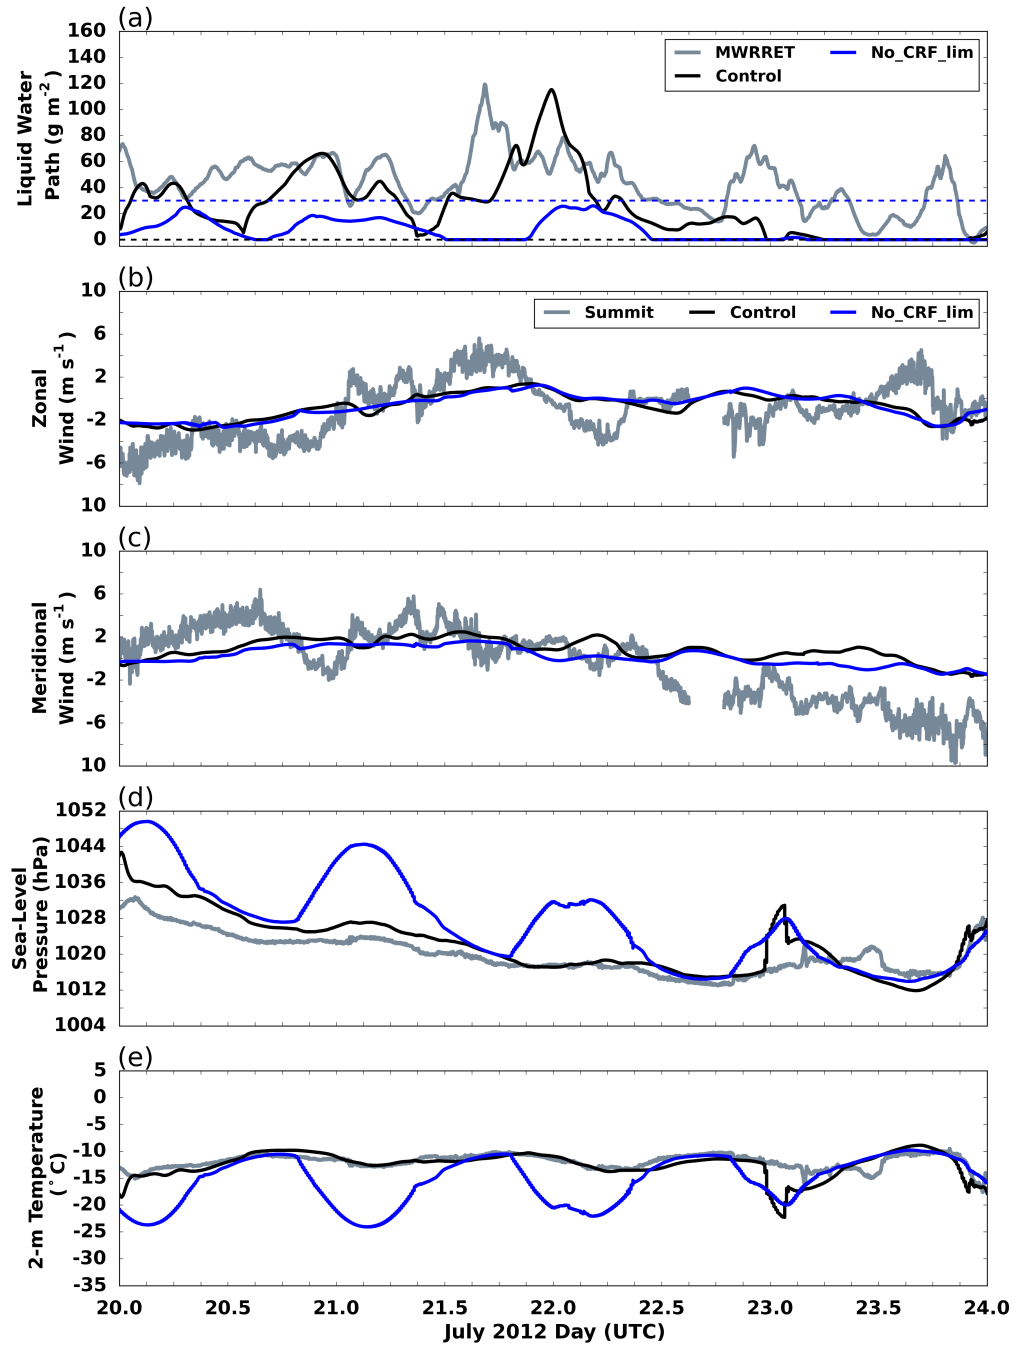 (a)
160
140
120
100
80
60
40
20
0
Liquid Water
Path (g m-2)
MWRRET
Control
No_CRF_lim
(b)
10
6
2
-2
-6
10
Zonal
Wind (m s-1)
Summit
Control
No_CRF_lim
(c)
10
6
2
-2
-6
10
Meridional
Wind (m s-1)
(d)
1052
1044
1036
1028
1020
1012
1004
Sea-Level
Pressure (hPa)
(e)
5
0
-5
-10
-15
-20
-25
-30
-35
2-m Temperature
(°C)
20.0 20.5 21.0 21.5 22.0 22.5 23.0 23.5 24.0
July 2012 Day (UTC)